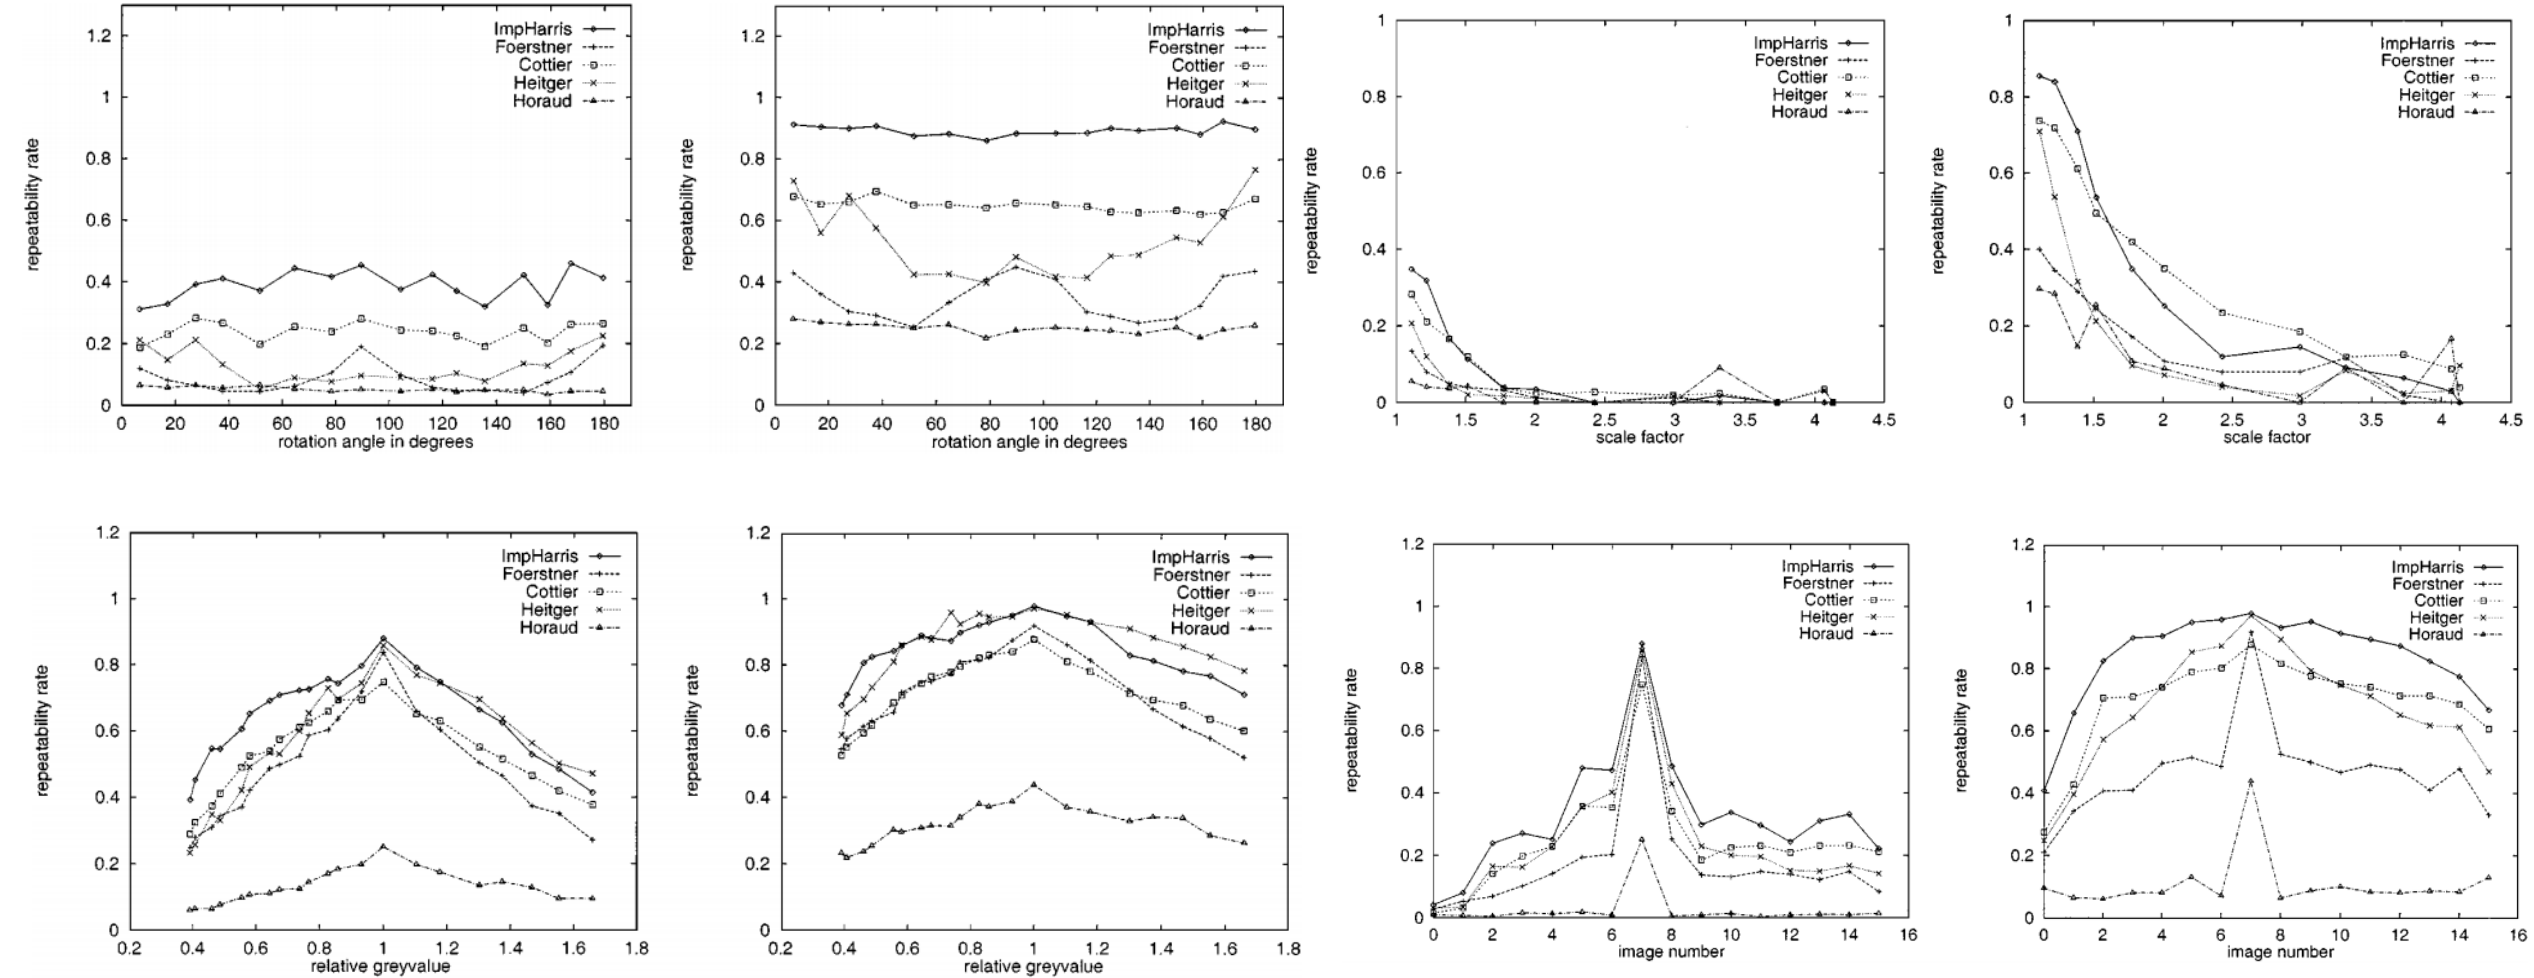 1.2
1
0.8
0.6
0.4
0.2
0
repeatability rate
ImpHarris
Foerstner
Cottier
Heitger
Horaud
0 20 40 60 80 100 120 140 160 180
rotation angle in degrees
1.2
1
0.8
0.6
0.4
0.2
0
repeatability rate
ImpHarris
Foerstner
Cottier
Heitger
Horaud
0 20 40 60 80 100 120 140 160 180
rotation angle in degrees
1
0.8
0.6
0.4
0.2
0
repeatability rate
ImpHarris
Foerstner
Cottier
Heitger
Horaud
1 1.5 2 2.5 3 3.5 4 4.5
scale factor
1
0.8
0.6
0.4
0.2
0
repeatability rate
ImpHarris
Foerstner
Cottier
Heitger
Horaud
1 1.5 2 2.5 3 3.5 4 4.5
scale factor
1.2
1
0.8
0.6
0.4
0.2
0
repeatability rate
ImpHarris
Foerstner
Cottier
Heitger
Horaud
0.2 0.4 0.6 0.8 1 1.2 1.4 1.6 1.8
relative greyvalue
1.2
1
0.8
0.6
0.4
0.2
0
repeatability rate
ImpHarris
Foerstner
Cottier
Heitger
Horaud
0.2 0.4 0.6 0.8 1 1.2 1.4 1.6 1.8
relative greyvalue
1.2
1
0.8
0.6
0.4
0.2
0
repeatability rate
ImpHarris
Foerstner
Cottier
Heitger
Horaud
0 2 4 6 8 10 12 14 16
image number
1.2
1
0.8
0.6
0.4
0.2
0
repeatability rate
ImpHarris
Foerstner
Cottier
Heitger
Horaud
0 2 4 6 8 10 12 14 16
image number